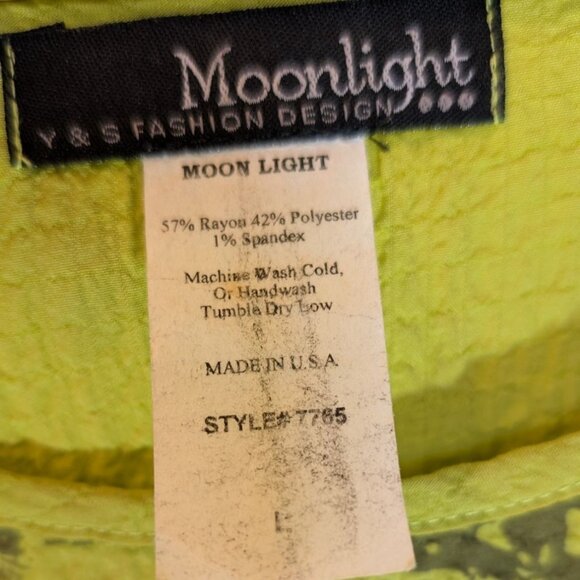 Moonlight
Y & S FASHION DESIGN
MOON LIGHT
57% Rayon 42% Polyester
1% Spandex
Machine Wash Cold,
Or Handwash
Tumble Dry Low
MADE IN U.S.A
STYLE#7765